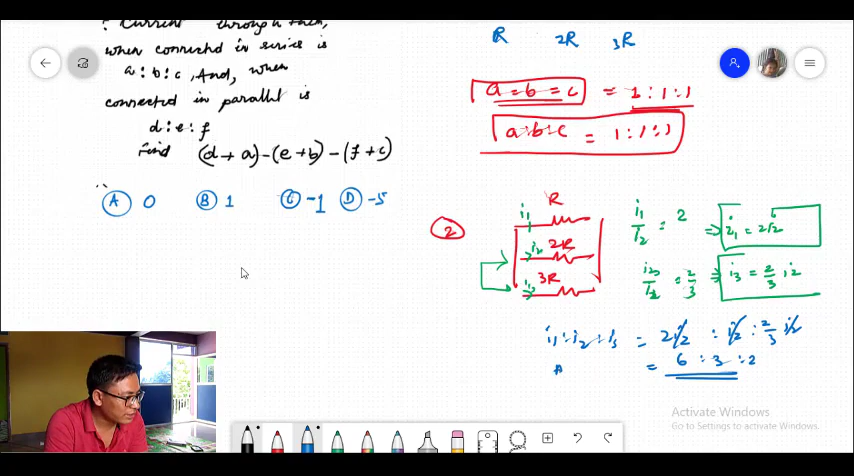 ? Current through them,
when connected in series is
a : b : c, And, when
connected in parallel is
d : e : f
Find (d + a) - (e + b) - (f + c)
A 0 B 1 C -1 D -5
R 2R 3R
a = b = c = 1 : 1 : 1
a : b : c = 1 : 1 : 1
2
R
i1
2R
i2
3R
i1/I2 = 2 ⇒ i1 = 2i2
⇒ i3 = 2/3 i2
i1 : i2 : i3 = 2i2 : i2 : 2/3 i2
= 6 : 3 : 2
Activate Windows
Go to Settings to activate Windows.